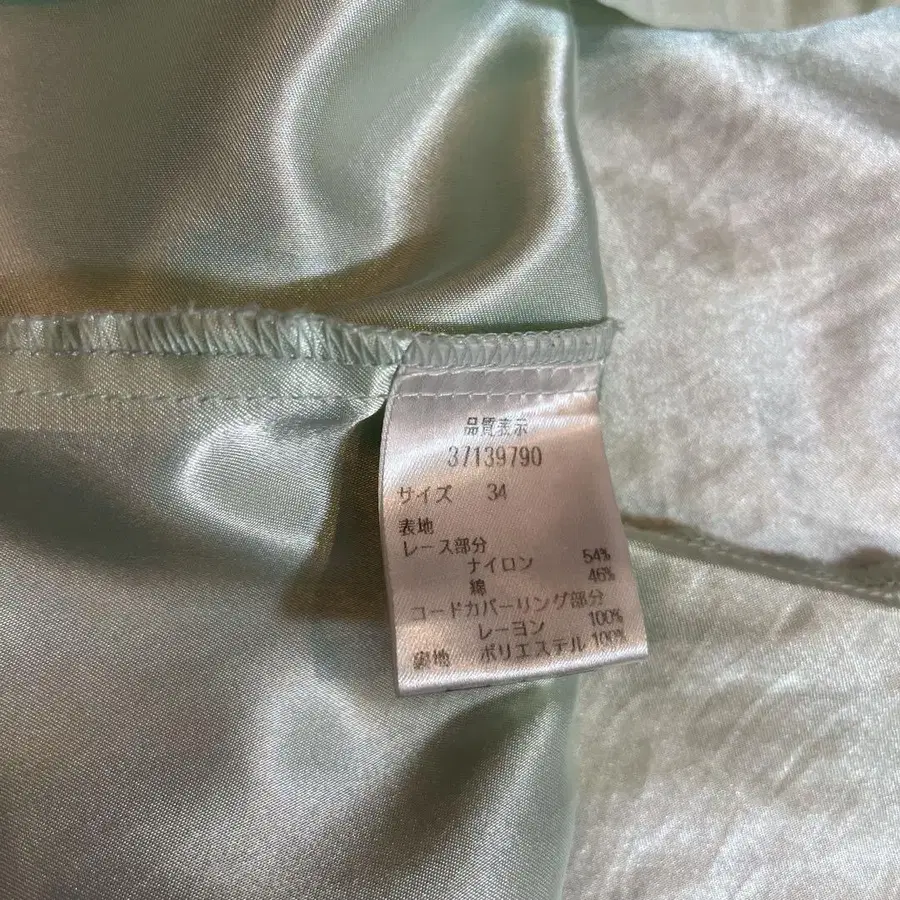 品質表示
37139790
サイズ 34
表地
レース部分
ナイロン 54%
綿 46%
コードカバーリング部分
レーヨン 100%
裏地 ポリエステル 100%